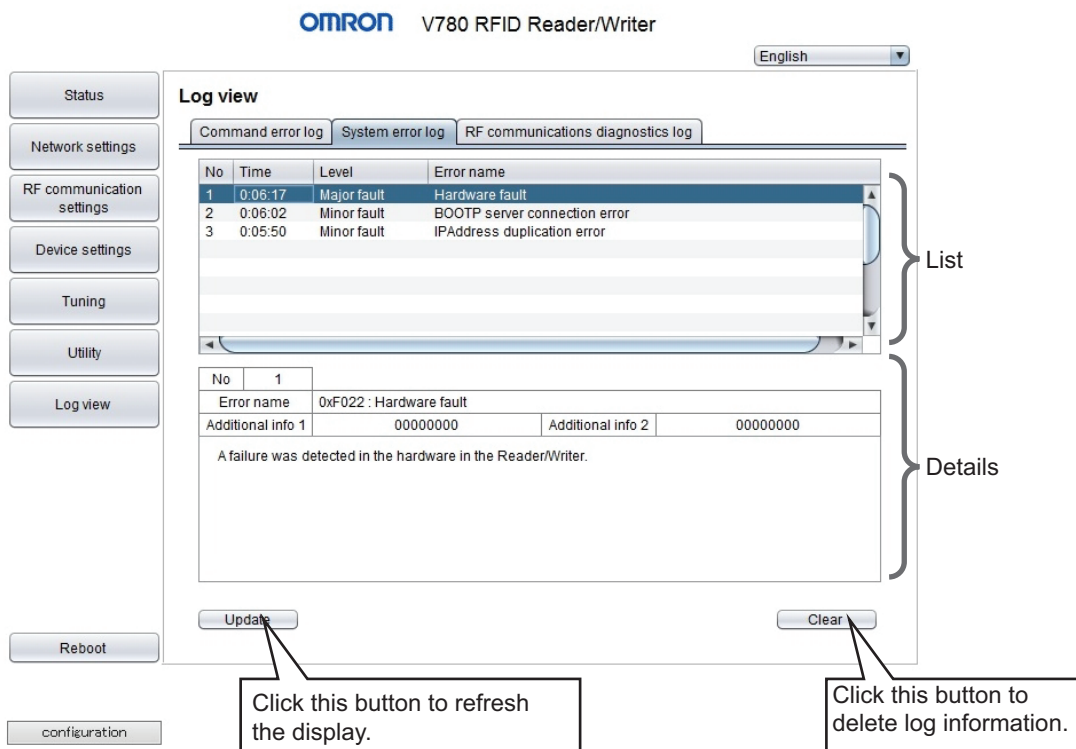 OMRON V780 RFID Reader/Writer
English
Status
Network settings
RF communication
settings
Device settings
Tuning
Utility
Log view
Reboot
configuration
Log view
Command error log System error log RF communications diagnostics log
No Time Level Error name
1 0:06:17 Major fault Hardware fault
2 0:06:02 Minor fault BOOTP server connection error
3 0:05:50 Minor fault IPAddress duplication error
List
No 1
Error name 0xF022 : Hardware fault
Additional info 1 00000000 Additional info 2 00000000
A failure was detected in the hardware in the Reader/Writer.
Details
Update Clear
Click this button to refresh
the display.
Click this button to
delete log information.